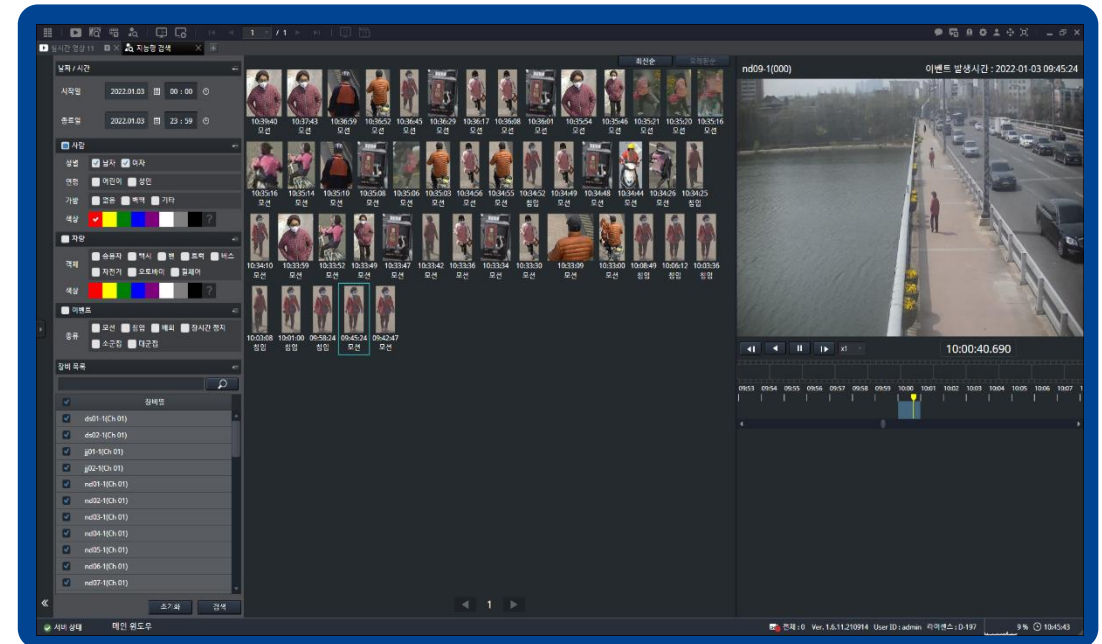 1 / 1
실시간 영상 11
지능형 검색
날짜 / 시간
시작일 2022.01.03 00 : 00
종료일 2022.01.03 23 : 59
사람
성별 남자 여자
연령 어린이 성인
가방 없음 백팩 기타
색상 ?
차량
객체 승용차 택시 밴 트럭 버스
자전거 오토바이 휠체어
색상 ?
이벤트
종류 모션 침입 배회 장시간 정지
소군집 대군집
장비 목록
장비명
ds01-1(Ch 01)
ds02-1(Ch 01)
jj01-1(Ch 01)
jj02-1(Ch 01)
nd01-1(Ch 01)
nd02-1(Ch 01)
nd03-1(Ch 01)
nd04-1(Ch 01)
nd05-1(Ch 01)
nd06-1(Ch 01)
nd07-1(Ch 01)
초기화 검색
최신순 오래된순
10:39:40 10:37:43 10:36:59 10:36:52 10:36:45 10:36:29 10:36:17 10:36:08 10:36:01 10:35:54 10:35:46 10:35:21 10:35:20 10:35:16
모션 모션 모션 모션 모션 모션 모션 모션 모션 모션 모션 모션 모션 모션
10:35:16 10:35:14 10:35:10 10:35:08 10:35:06 10:35:03 10:34:56 10:34:55 10:34:52 10:34:49 10:34:48 10:34:44 10:34:26 10:34:25
모션 모션 모션 모션 모션 모션 모션 모션 침입 모션 모션 모션 모션 침입
10:34:10 10:33:59 10:33:52 10:33:49 10:33:47 10:33:42 10:33:36 10:33:34 10:33:30 10:33:09 10:33:00 10:08:49 10:06:12 10:03:36
모션 모션 모션 모션 모션 모션 모션 모션 모션 모션 모션 침입 침입 침입
10:03:08 10:01:00 09:58:24 09:45:24 09:42:47
침입 침입 침입 모션 모션
1
nd09-1(000) 이벤트 발생시간 : 2022-01-03 09:45:24
x1 10:00:40.690
09:53 09:54 09:55 09:56 09:57 09:58 09:59 10:00 10:01 10:02 10:03 10:04 10:05 10:06 10:07
서버 상태 메인 윈도우
전체 : 0 Ver. 1.6.11.210914 User ID : admin 라이센스 : D-197 9 % 10:45:43